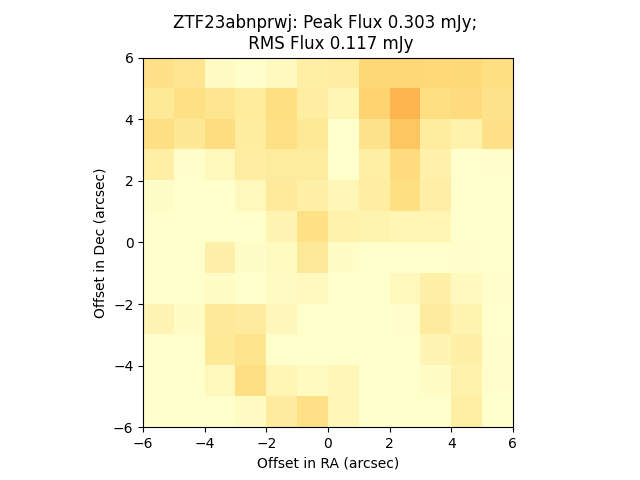 ZTF23abnprwj: Peak Flux 0.303 mJy;
RMS Flux 0.117 mJy
6
4
2
0
−2
−4
−6
Offset in Dec (arcsec)
−6 −4 −2 0 2 4 6
Offset in RA (arcsec)